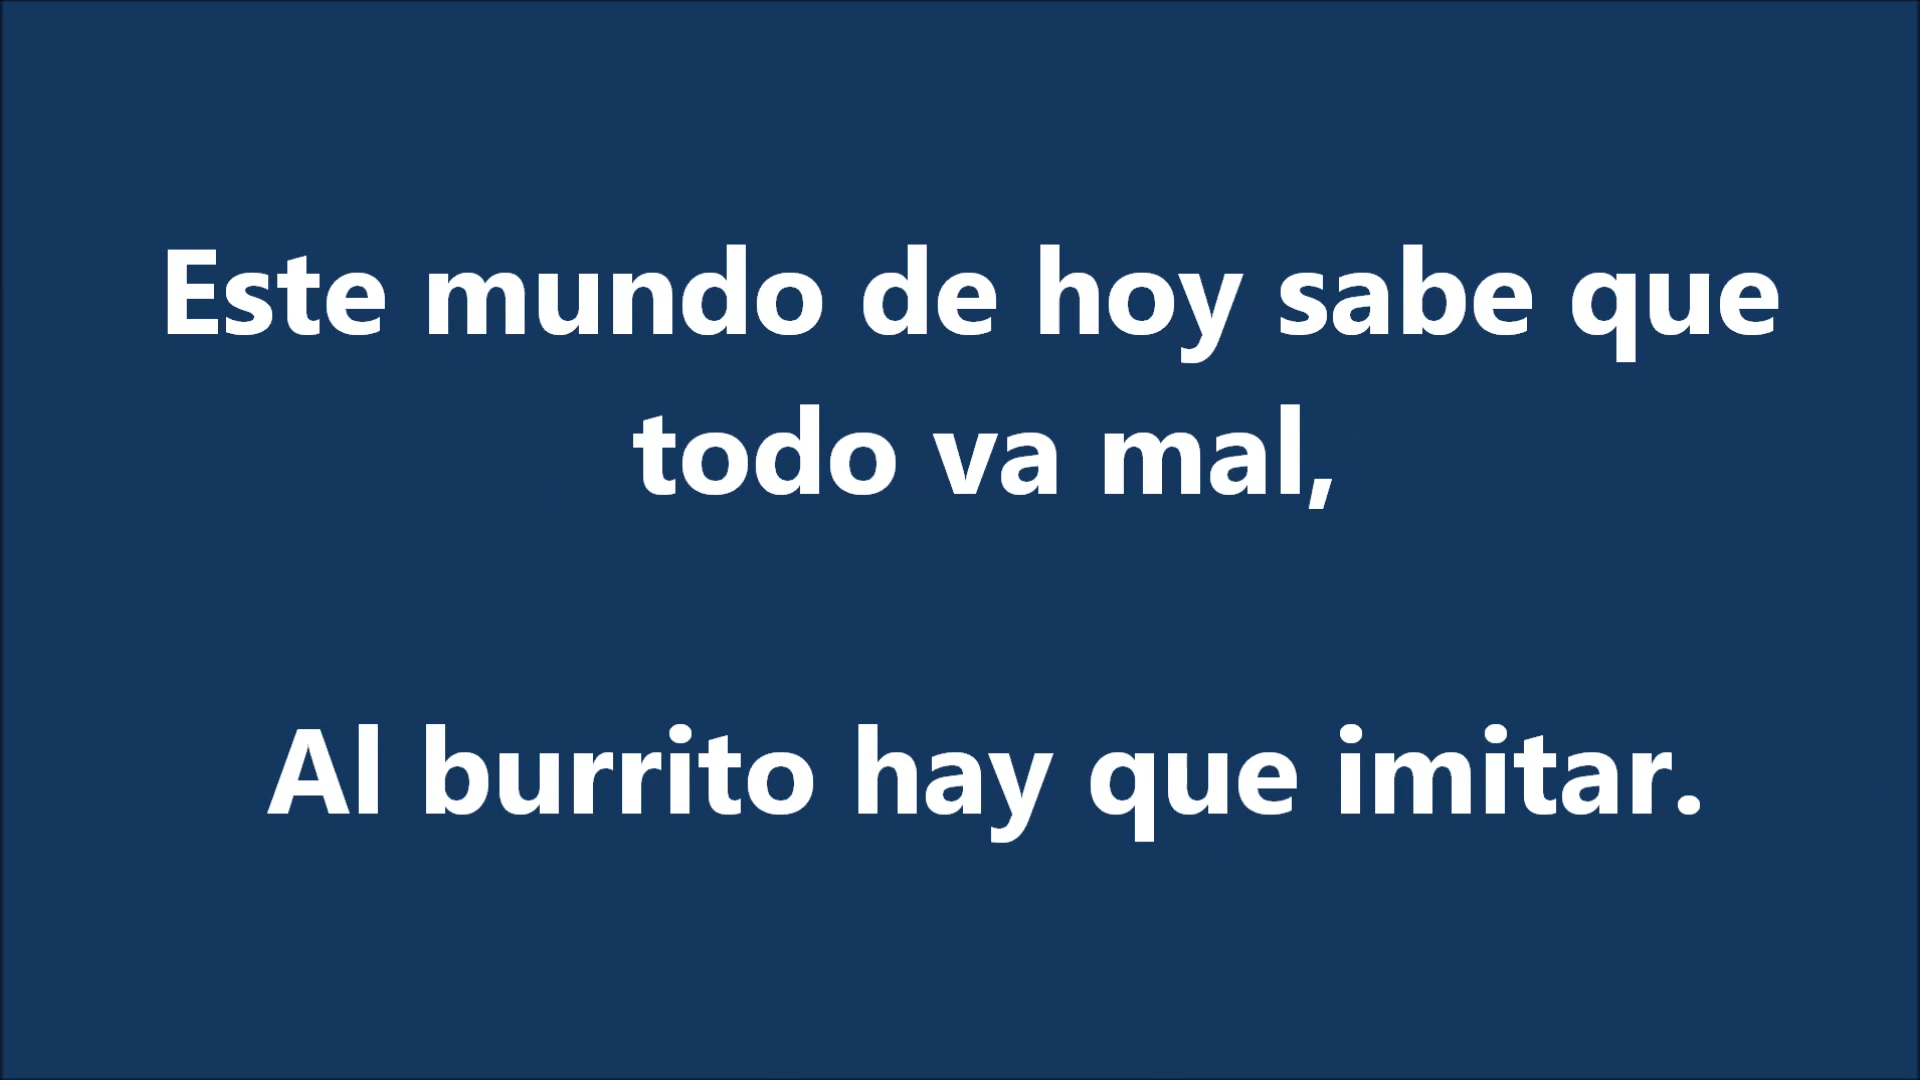 Este mundo de hoy sabe que
todo va mal,
Al burrito hay que imitar.